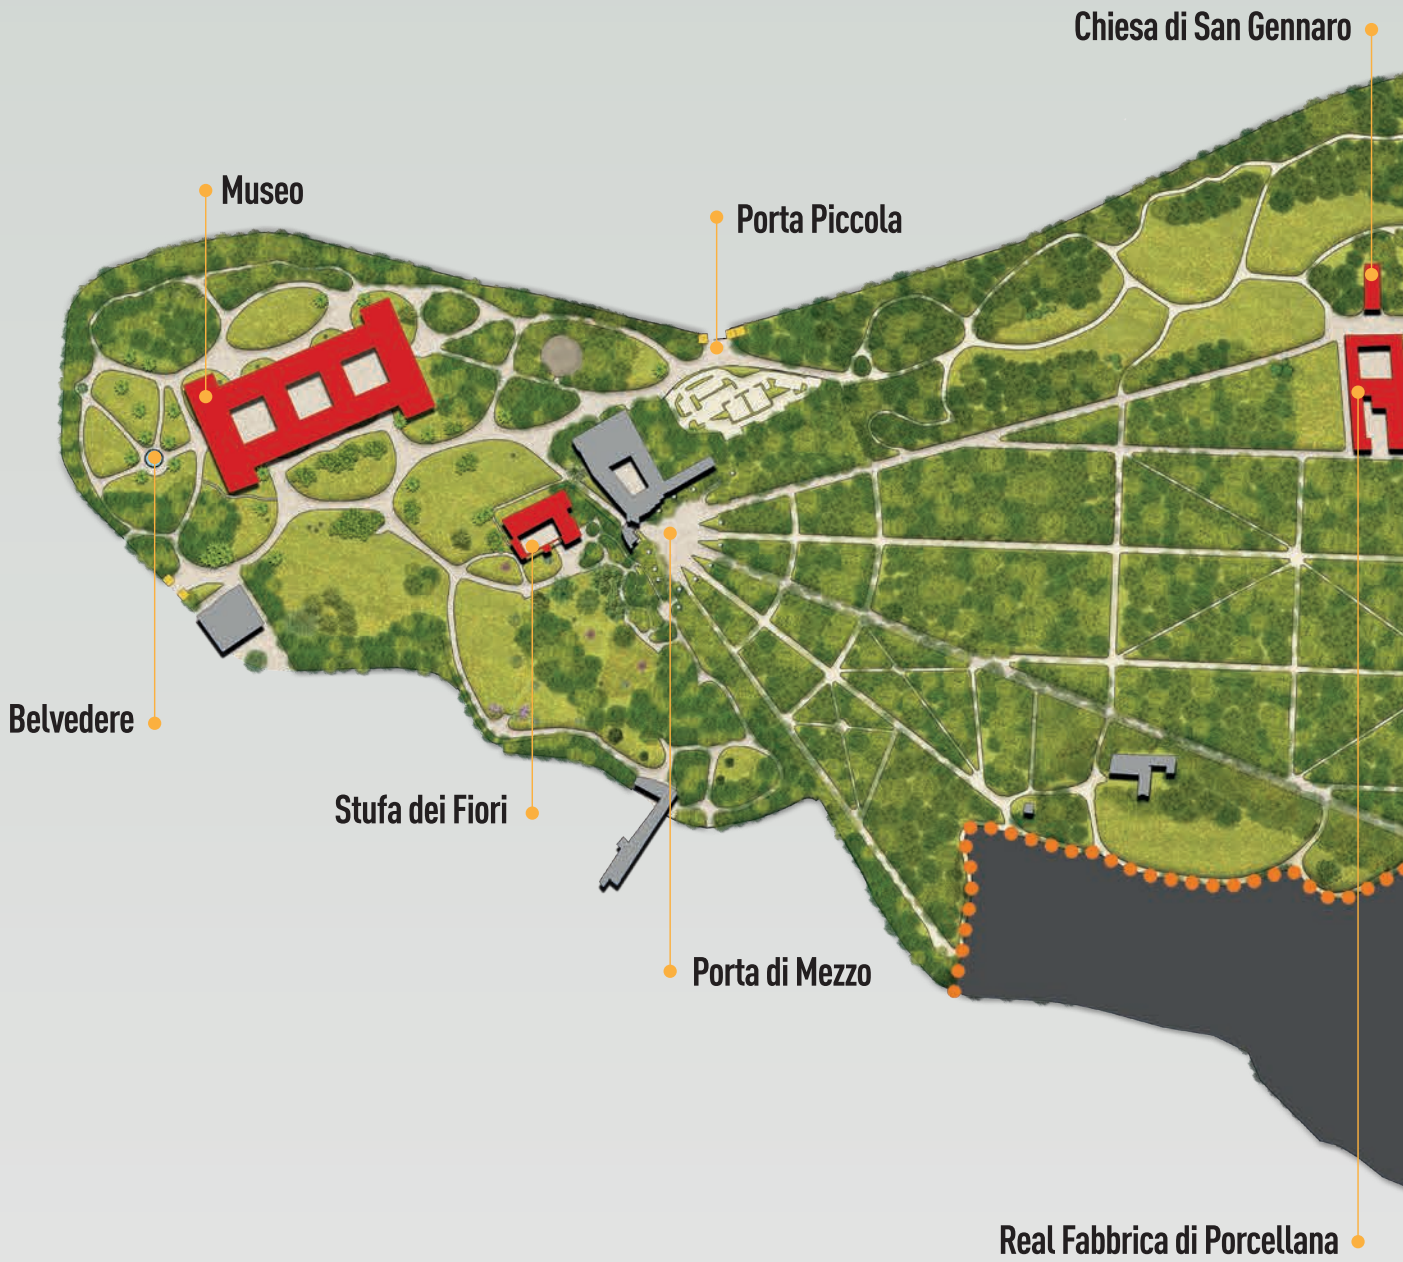 Chiesa di San Gennaro
Museo
Porta Piccola
Belvedere
Stufa dei Fiori
Porta di Mezzo
Real Fabbrica di Porcellana